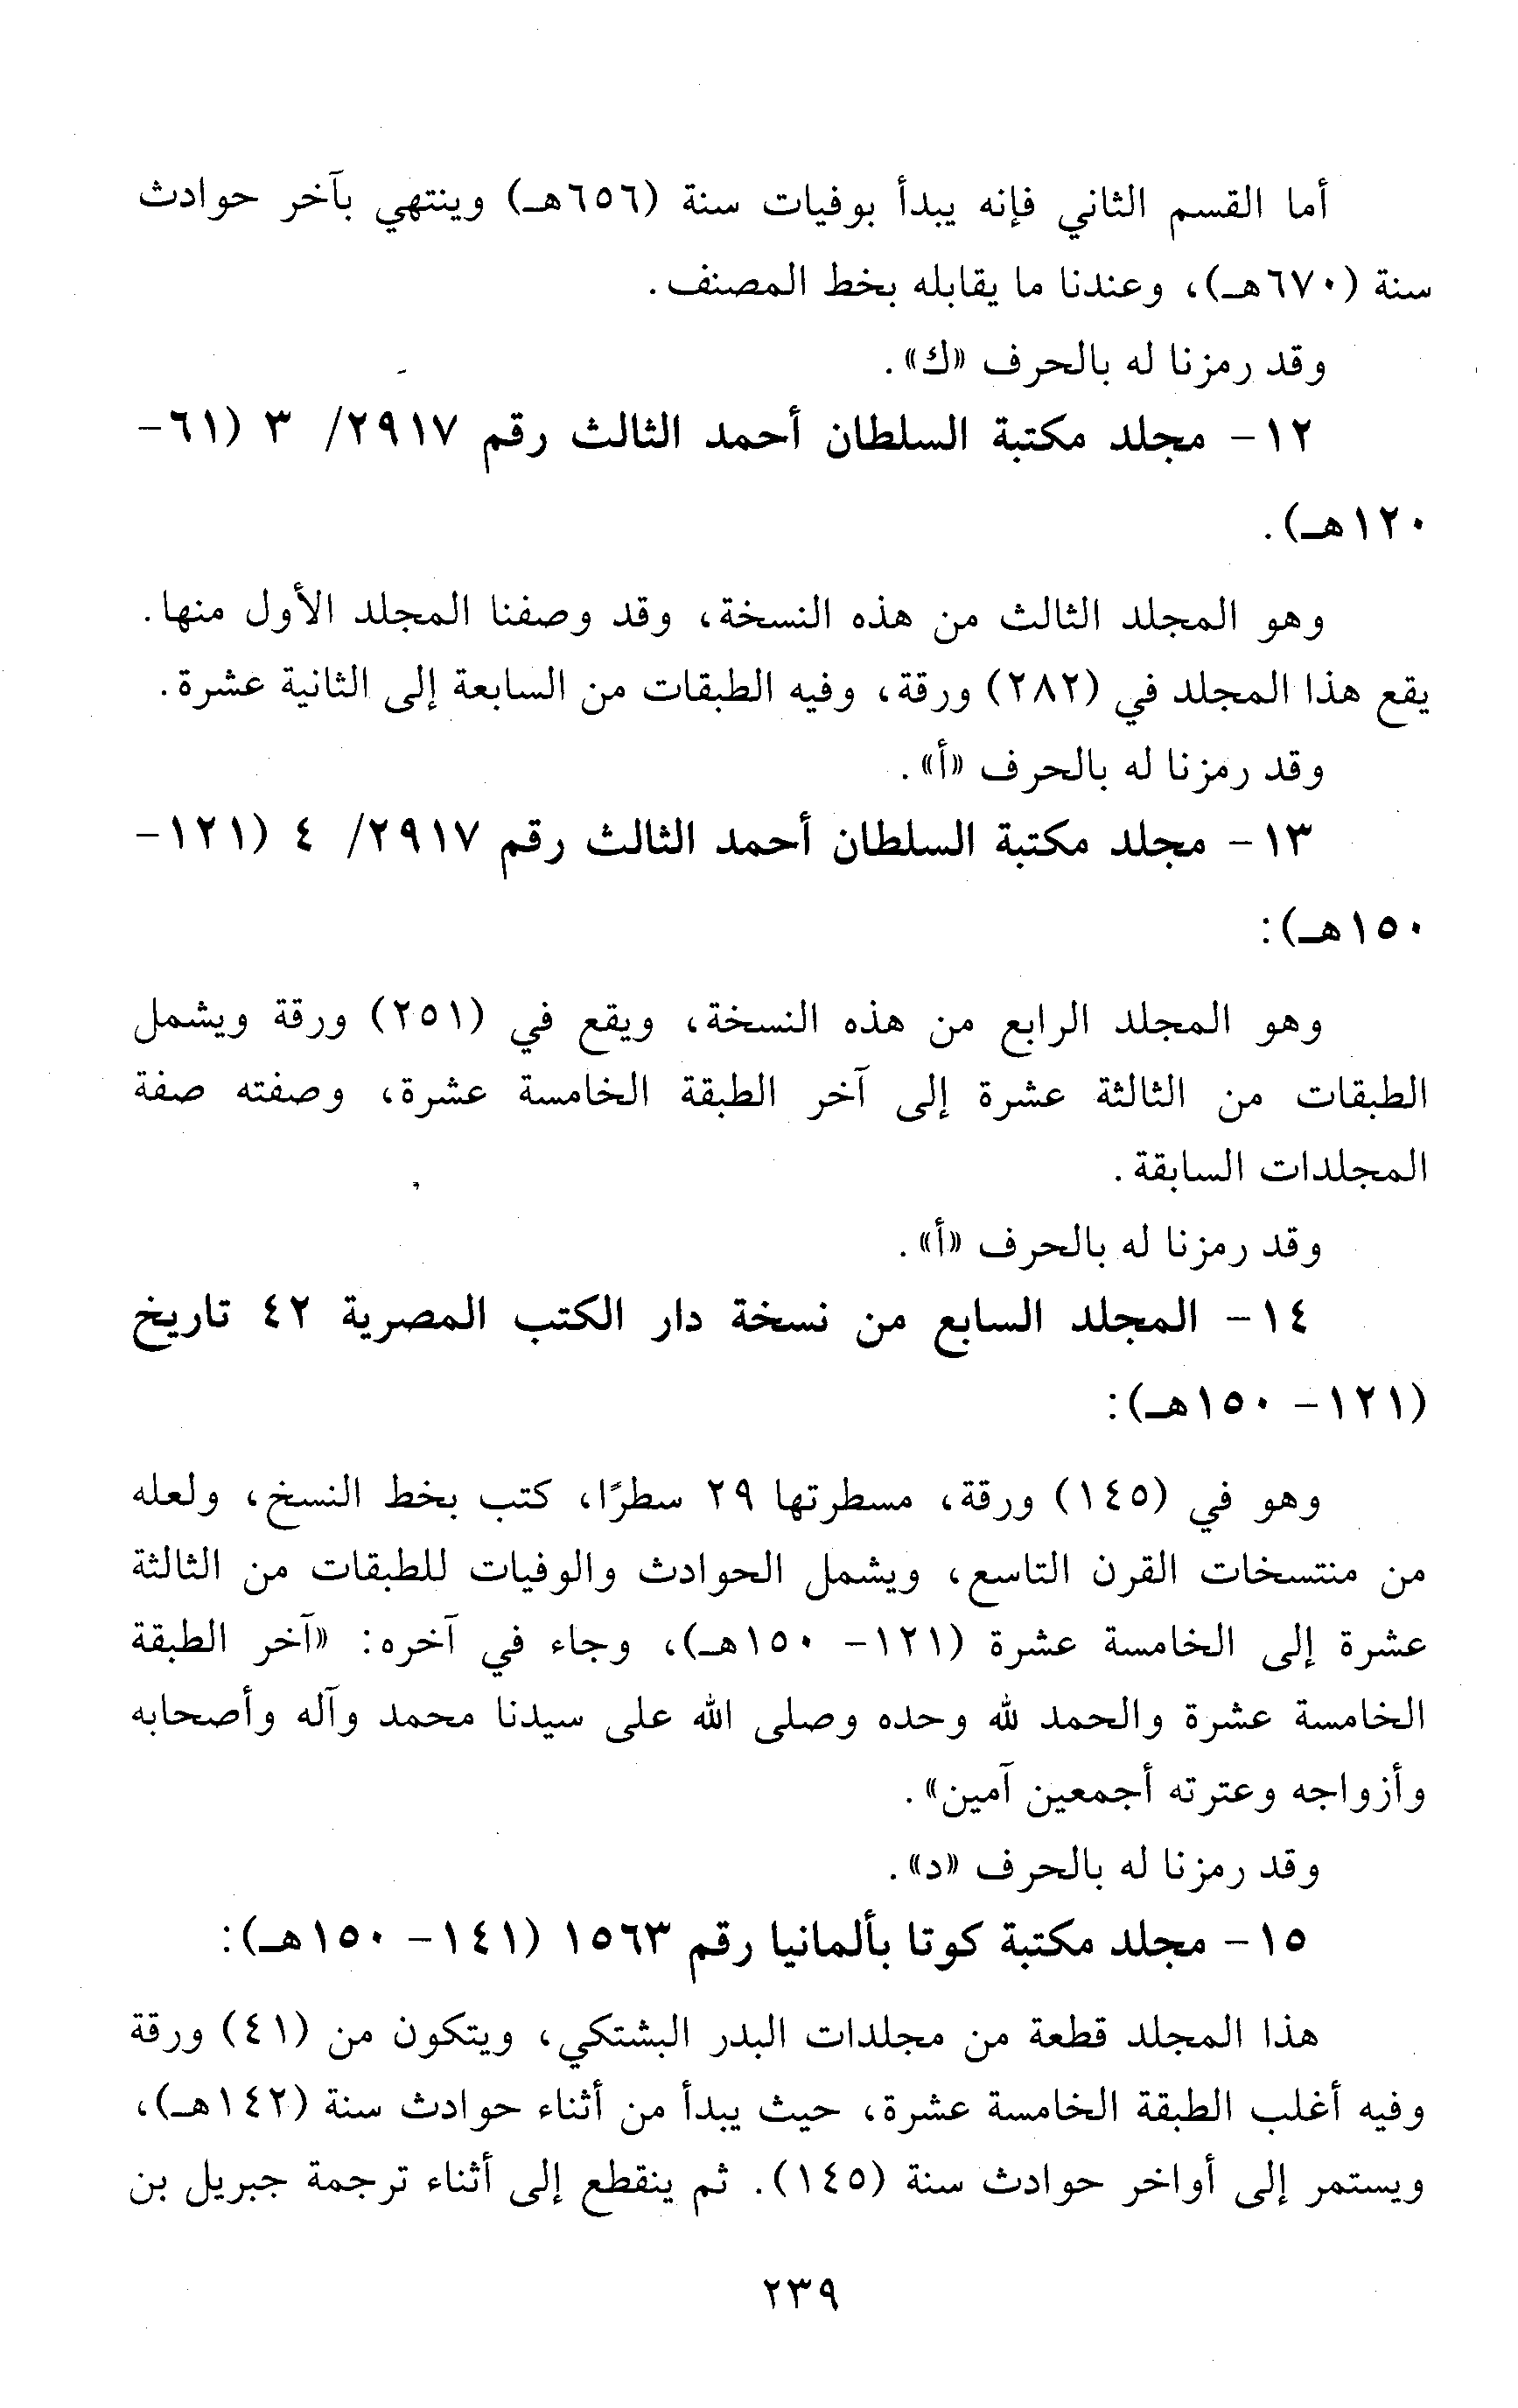 أما القسم الثاني فإنه يبدأ بوفيات سنة (٦٥٦هـ) وينتهي بآخر حوادث
سنة (٦٧٠هـ)، وعندنا ما يقابله بخط المصنف.
وقد رمزنا له بالحرف «ك».
١٢- مجلد مكتبة السلطان أحمد الثالث رقم ٢٩١٧/ ٣ (٦١-
١٢٠هـ).
وهو المجلد الثالث من هذه النسخة، وقد وصفنا المجلد الأول منها.
يقع هذا المجلد في (٢٨٢) ورقة، وفيه الطبقات من السابعة إلى الثانية عشرة.
وقد رمزنا له بالحرف «أ».
١٣- مجلد مكتبة السلطان أحمد الثالث رقم ٢٩١٧/ ٤ (١٢١-
١٥٠هـ):
وهو المجلد الرابع من هذه النسخة، ويقع في (٢٥١) ورقة ويشمل
الطبقات من الثالثة عشرة إلى آخر الطبقة الخامسة عشرة، وصفته صفة
المجلدات السابقة.
وقد رمزنا له بالحرف «أ».
١٤- المجلد السابع من نسخة دار الكتب المصرية ٤٢ تاريخ
(١٢١- ١٥٠هـ):
وهو في (١٤٥) ورقة، مسطرتها ٢٩ سطرًا، كتب بخط النسخ، ولعله
من منتسخات القرن التاسع، ويشمل الحوادث والوفيات للطبقات من الثالثة
عشرة إلى الخامسة عشرة (١٢١- ١٥٠هـ)، وجاء في آخره: «آخر الطبقة
الخامسة عشرة والحمد لله وحده وصلى الله على سيدنا محمد وآله وأصحابه
وأزواجه وعترته أجمعين آمين».
وقد رمزنا له بالحرف «د».
١٥- مجلد مكتبة كوتا بألمانيا رقم ١٥٦٣ (١٤١- ١٥٠هـ):
هذا المجلد قطعة من مجلدات البدر البشتكي، ويتكون من (٤١) ورقة
وفيه أغلب الطبقة الخامسة عشرة، حيث يبدأ من أثناء حوادث سنة (١٤٢هـ)،
ويستمر إلى أواخر حوادث سنة (١٤٥). ثم ينقطع إلى أثناء ترجمة جبريل بن
٢٣٩